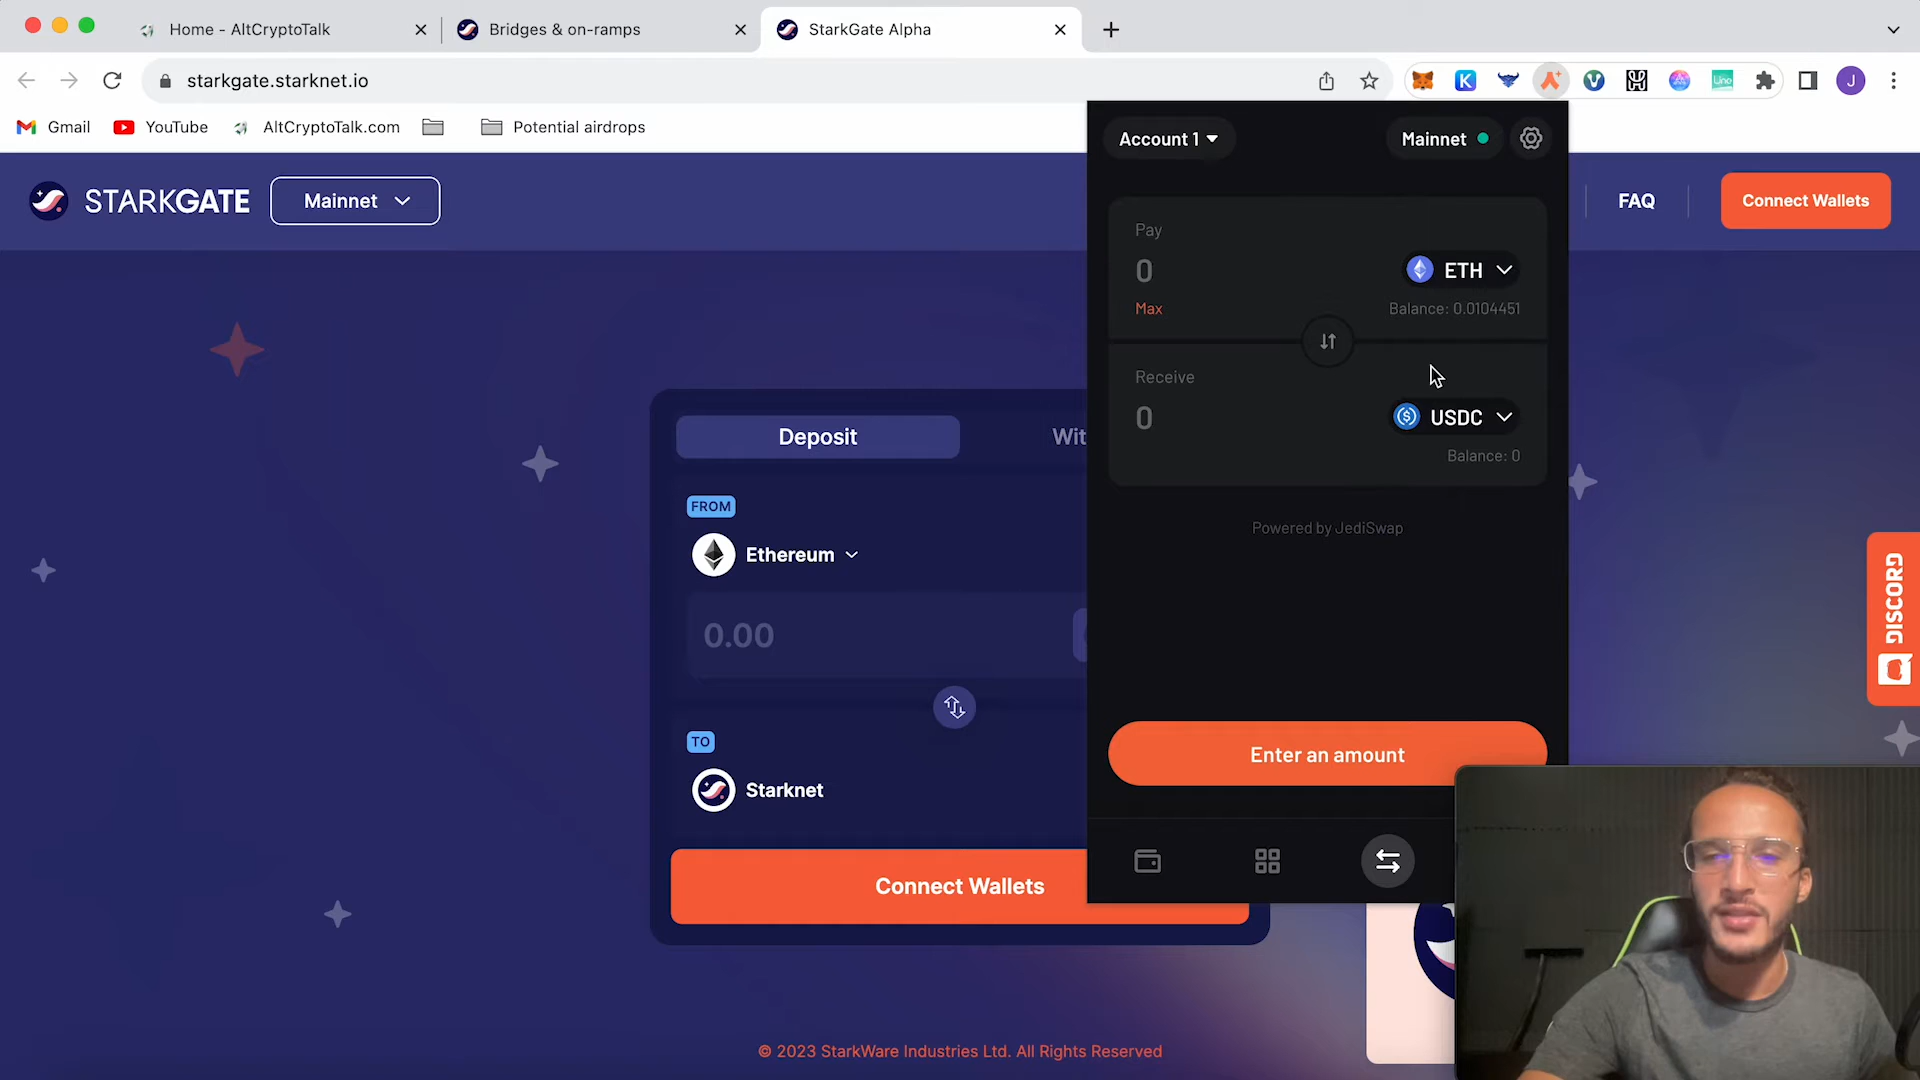 Home - AltCryptoTalk
Bridges & on-ramps
StarkGate Alpha
starkgate.starknet.io
Lino
J
Gmail
YouTube
AltCryptoTalk.com
Potential airdrops
STARKGATE
Mainnet
FAQ
Connect Wallets
Account 1
Mainnet
Pay
0
ETH
Max
Balance: 0.0104451
Receive
0
USDC
Balance: 0
Powered by JediSwap
Enter an amount
Deposit
Wit
FROM
Ethereum
0.00
TO
Starknet
Connect Wallets
DISCORD
© 2023 StarkWare Industries Ltd. All Rights Reserved